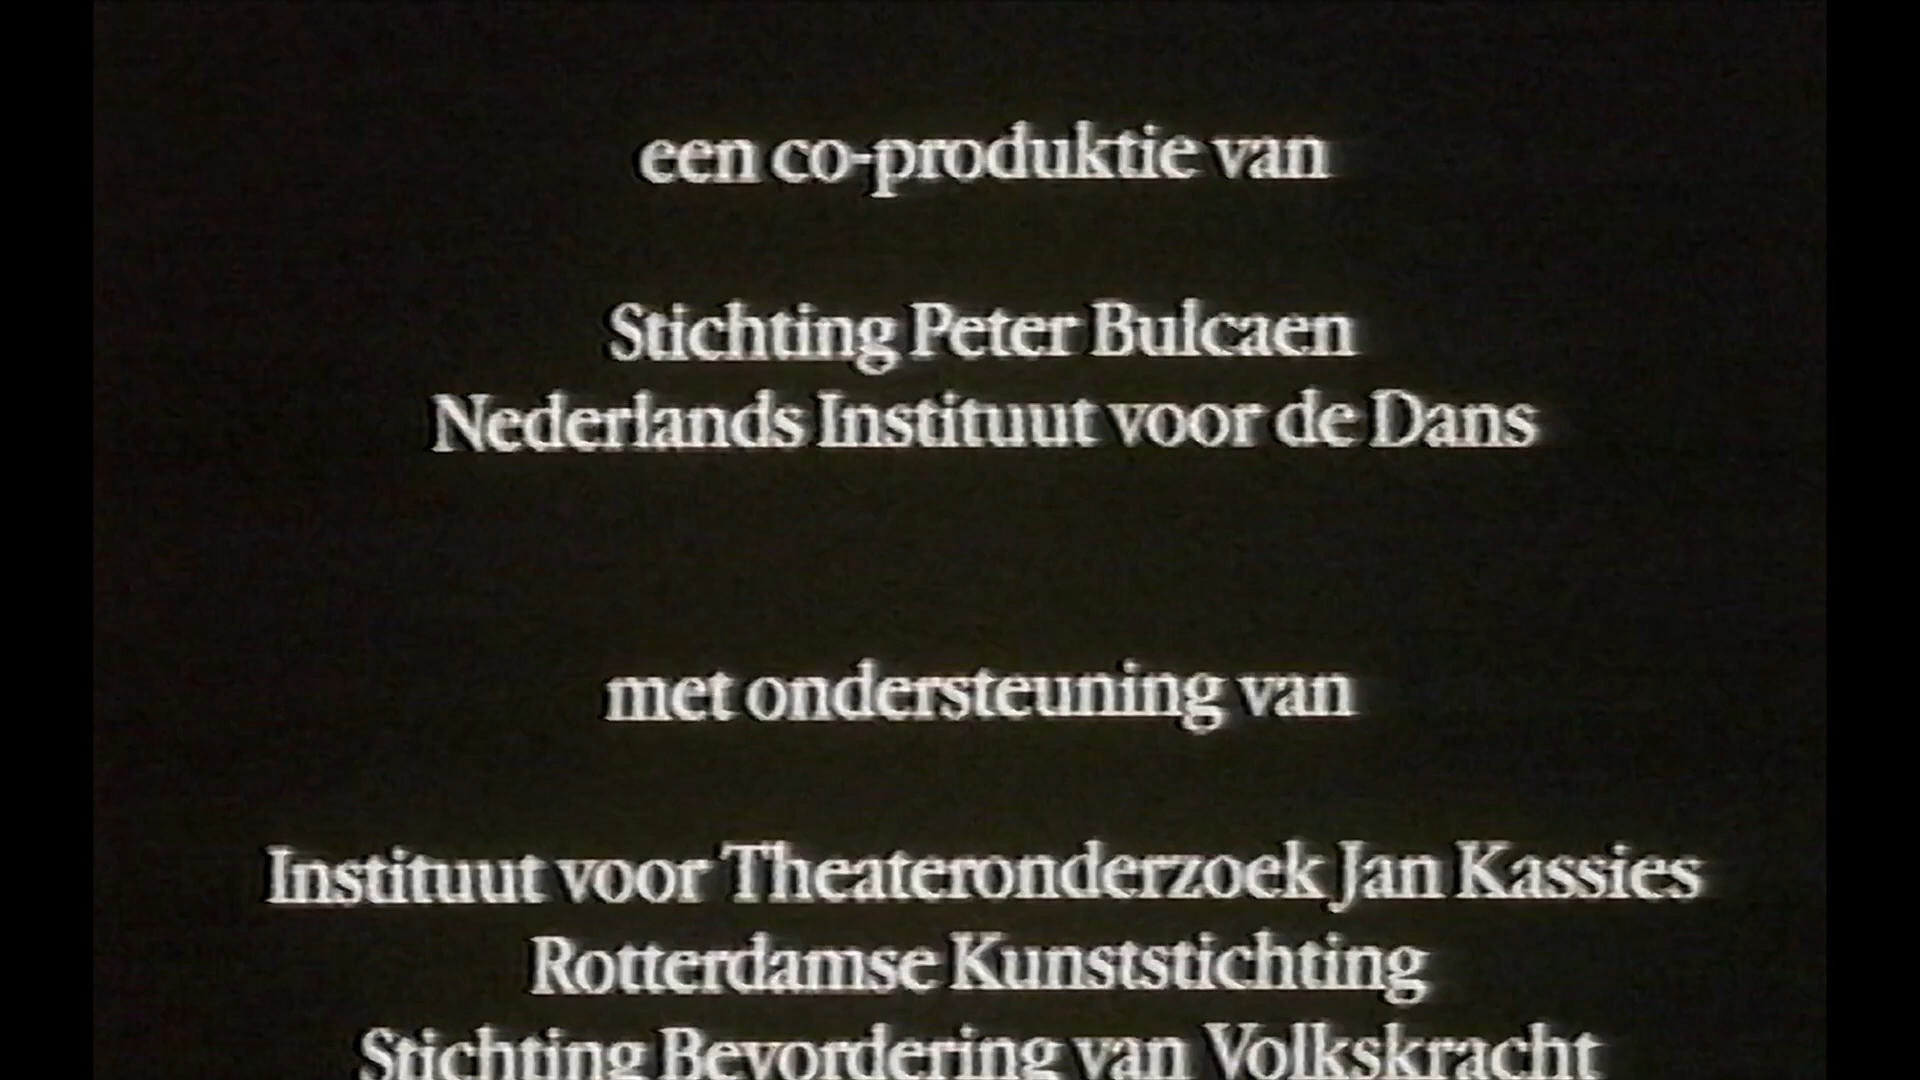 een co-produktie van
Stichting Peter Bulcaen
Nederlands Instituut voor de Dans
met ondersteuning van
Instituut voor Theateronderzoek Jan Kassies
Rotterdamse Kunststichting
Stichting Bevordering van Volkskracht